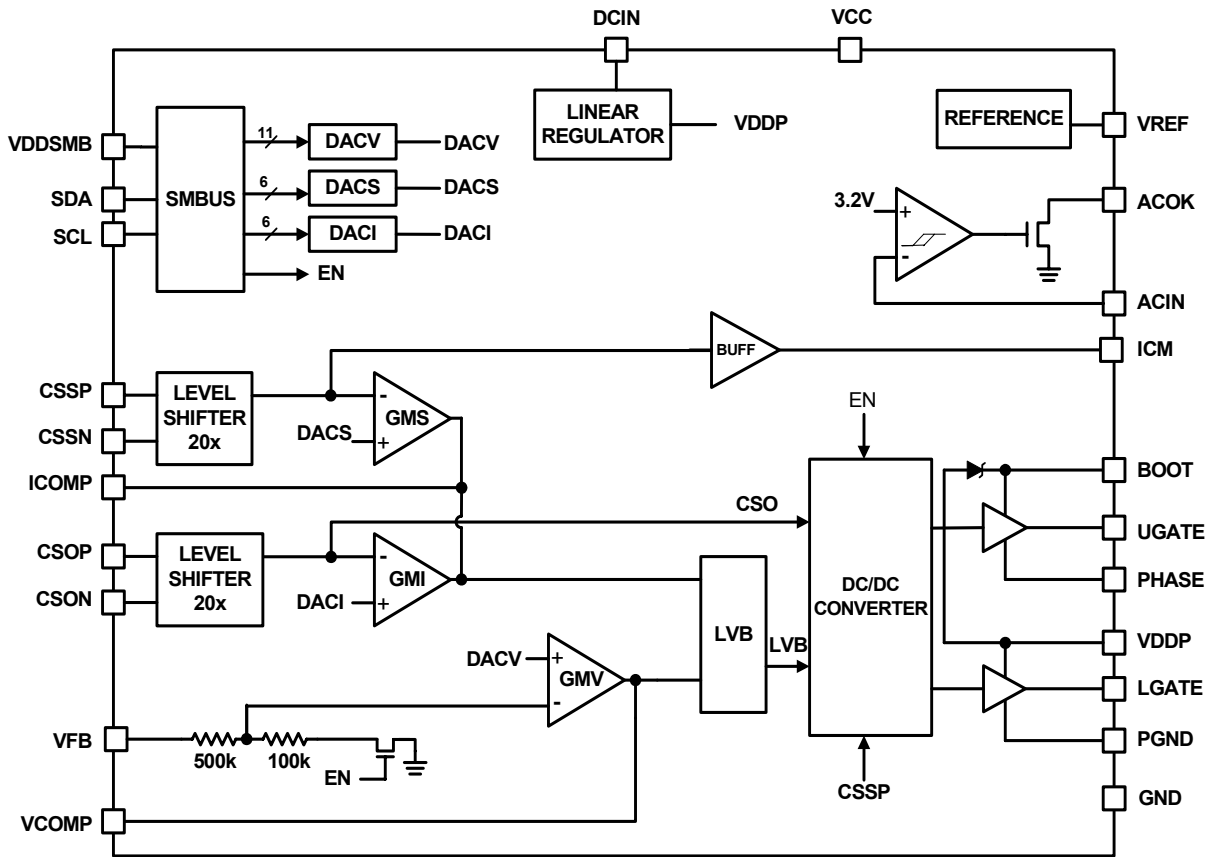 DCIN
VCC
VDDSMB
SDA
SCL
SMBUS
11
DACV
DACV
6
DACS
DACS
6
DACI
DACI
EN
LINEAR
REGULATOR
VDDP
REFERENCE
VREF
3.2V
+
-
ACOK
ACIN
BUFF
ICM
CSSP
CSSN
LEVEL
SHIFTER
20x
-
GMS
DACS
+
ICOMP
CSOP
CSON
LEVEL
SHIFTER
20x
-
GMI
DACI
+
CSO
EN
DC/DC
CONVERTER
LVB
LVB
CSSP
DACV
+
GMV
-
VFB
500k
100k
EN
VCOMP
BOOT
UGATE
PHASE
VDDP
LGATE
PGND
GND